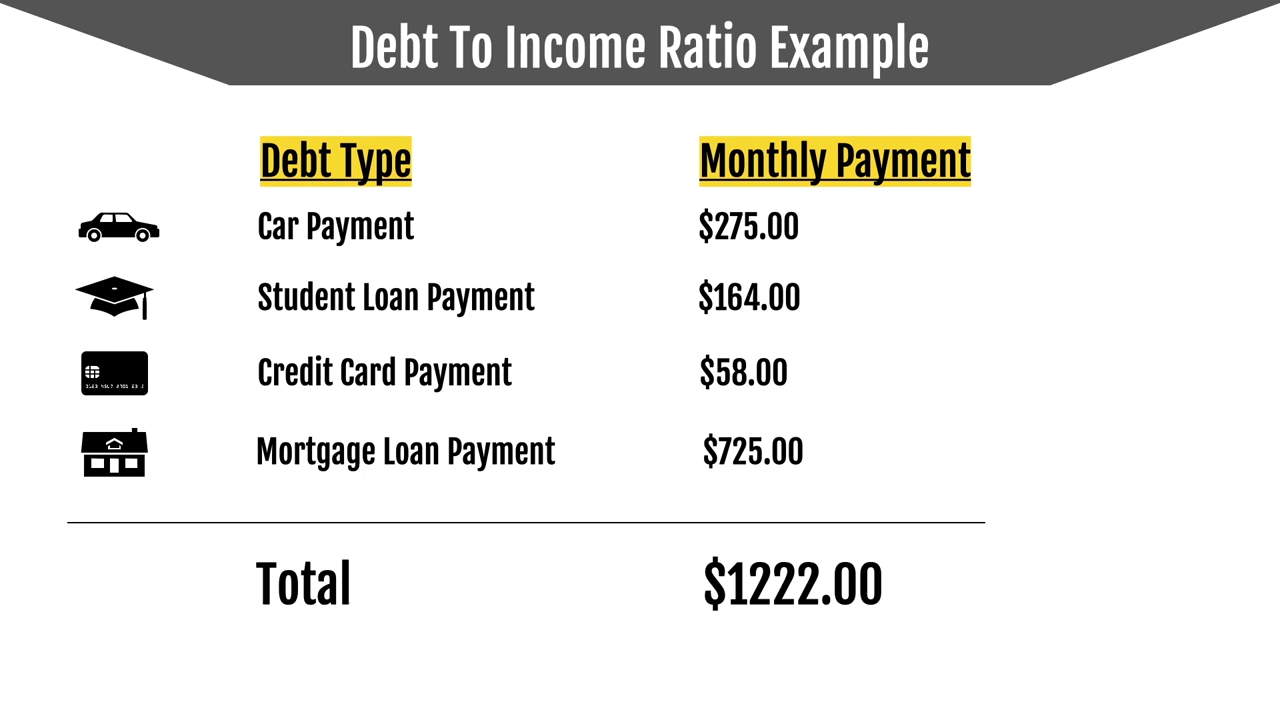 Debt To Income Ratio Example
Debt Type Monthly Payment
Car Payment $275.00
Student Loan Payment $164.00
Credit Card Payment $58.00
Mortgage Loan Payment $725.00
Total $1222.00